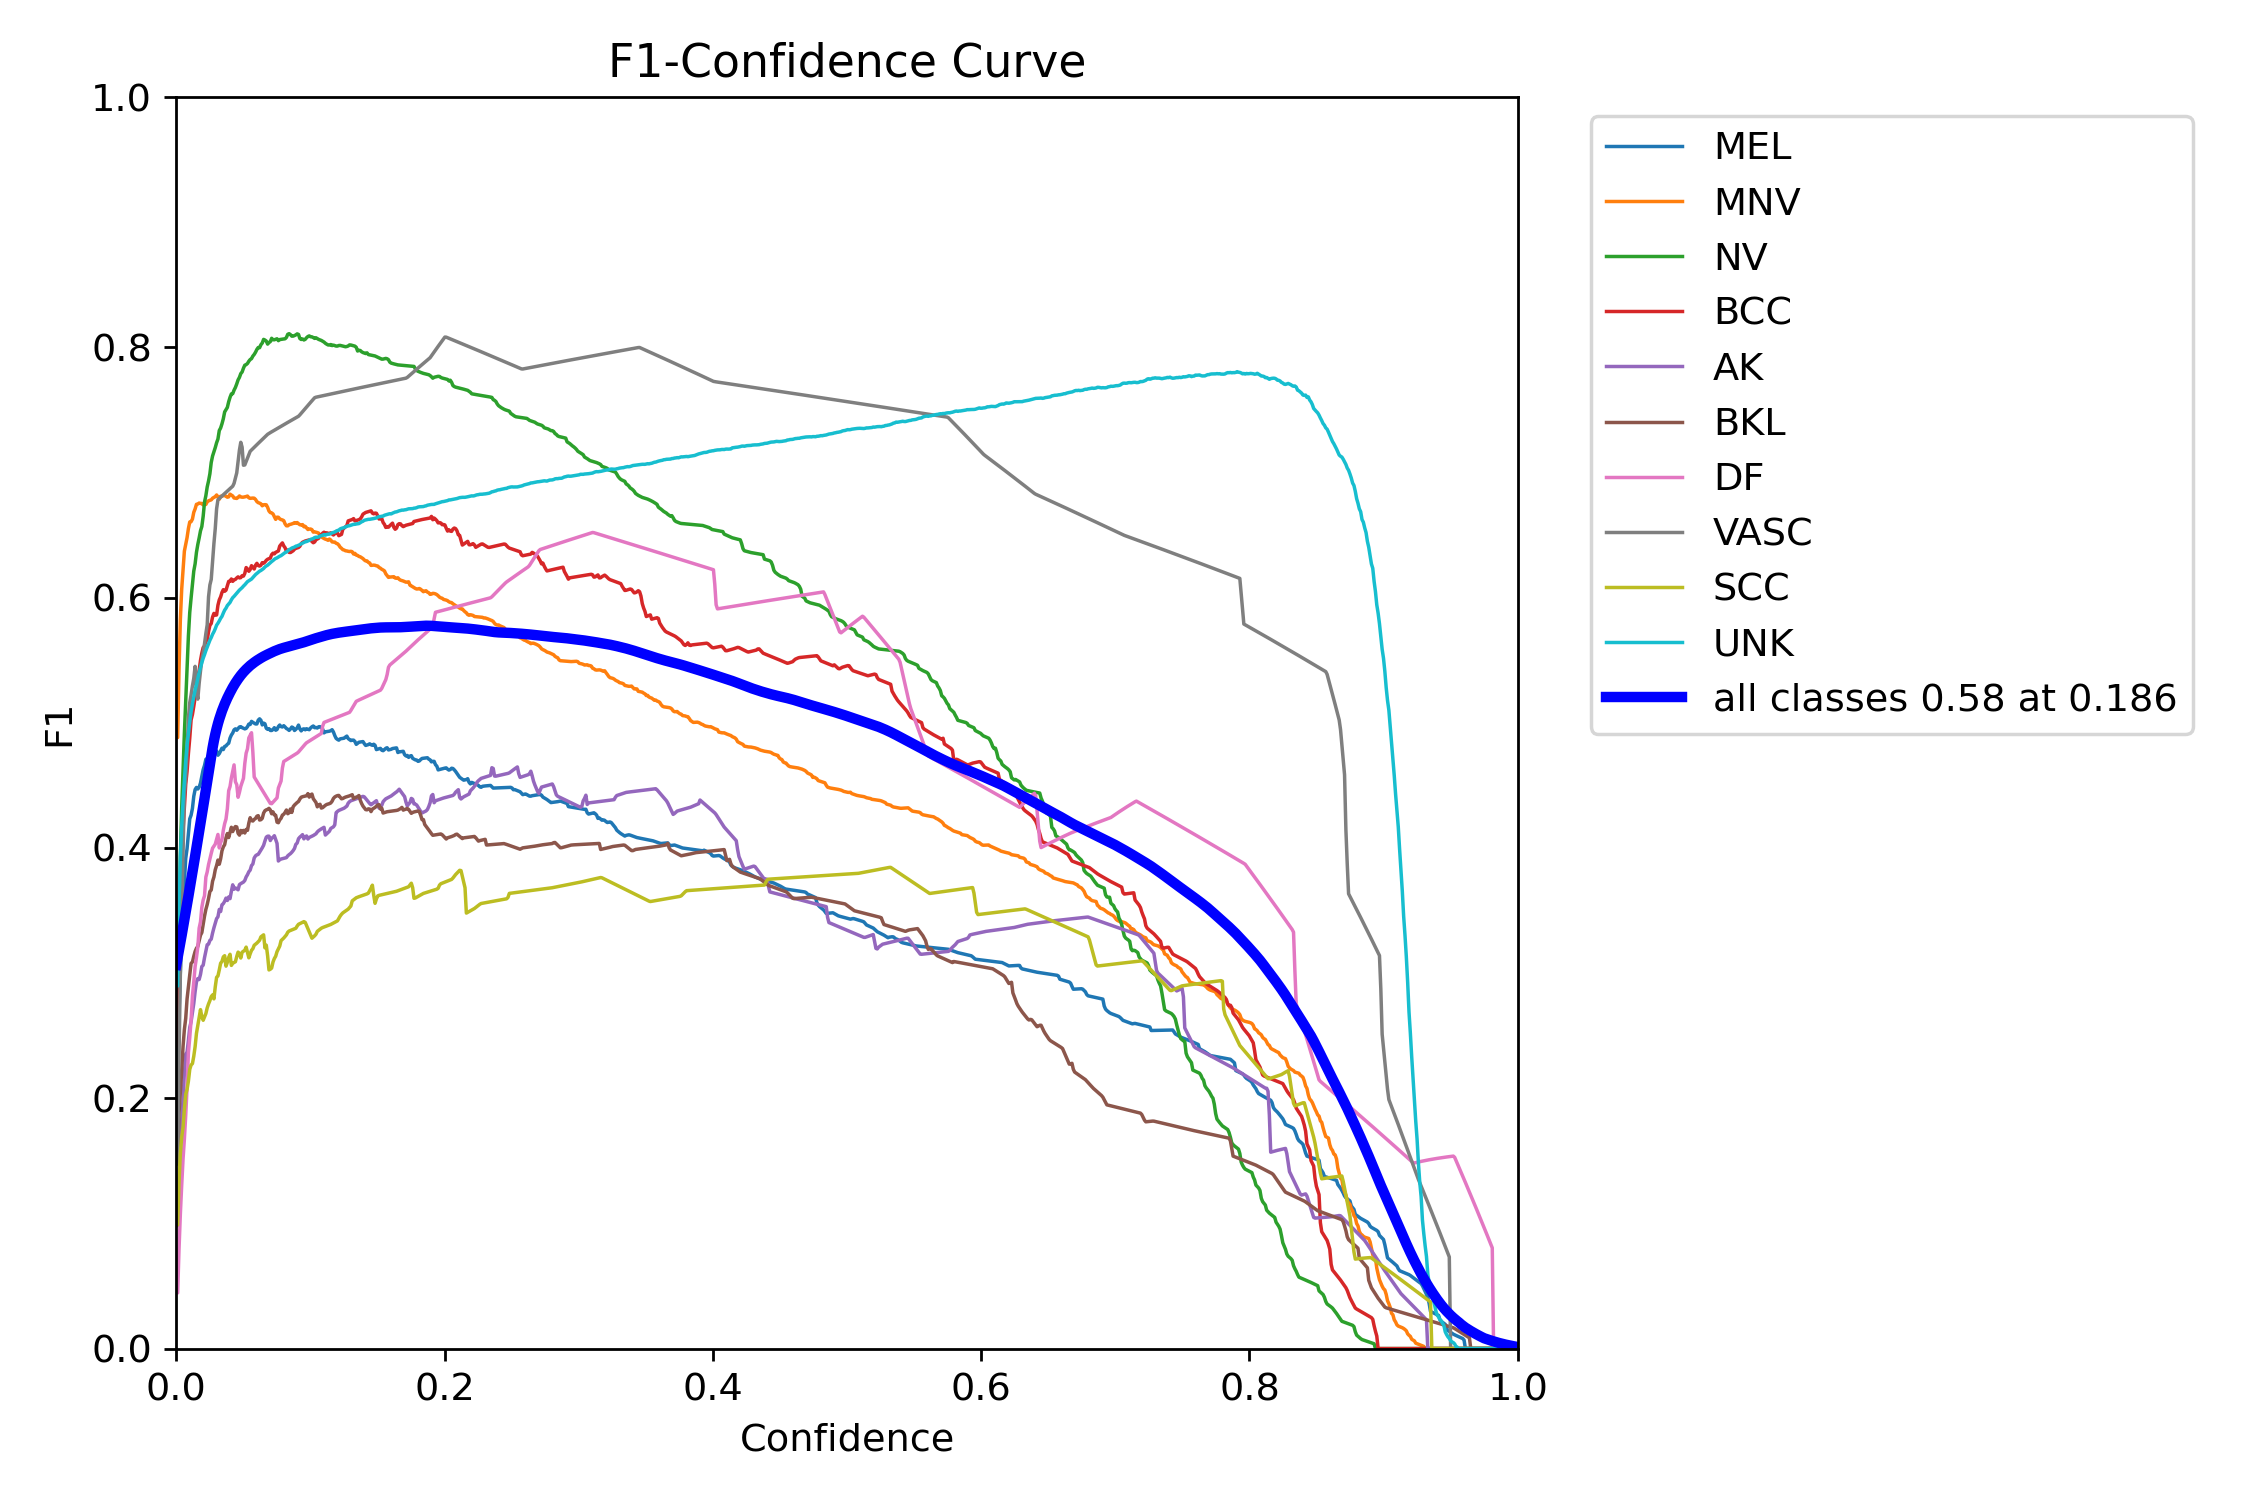 F1-Confidence Curve
1.0
0.8
0.6
0.4
0.2
0.0
F1
0.0 0.2 0.4 0.6 0.8 1.0
Confidence
MEL
MNV
NV
BCC
AK
BKL
DF
VASC
SCC
UNK
all classes 0.58 at 0.186